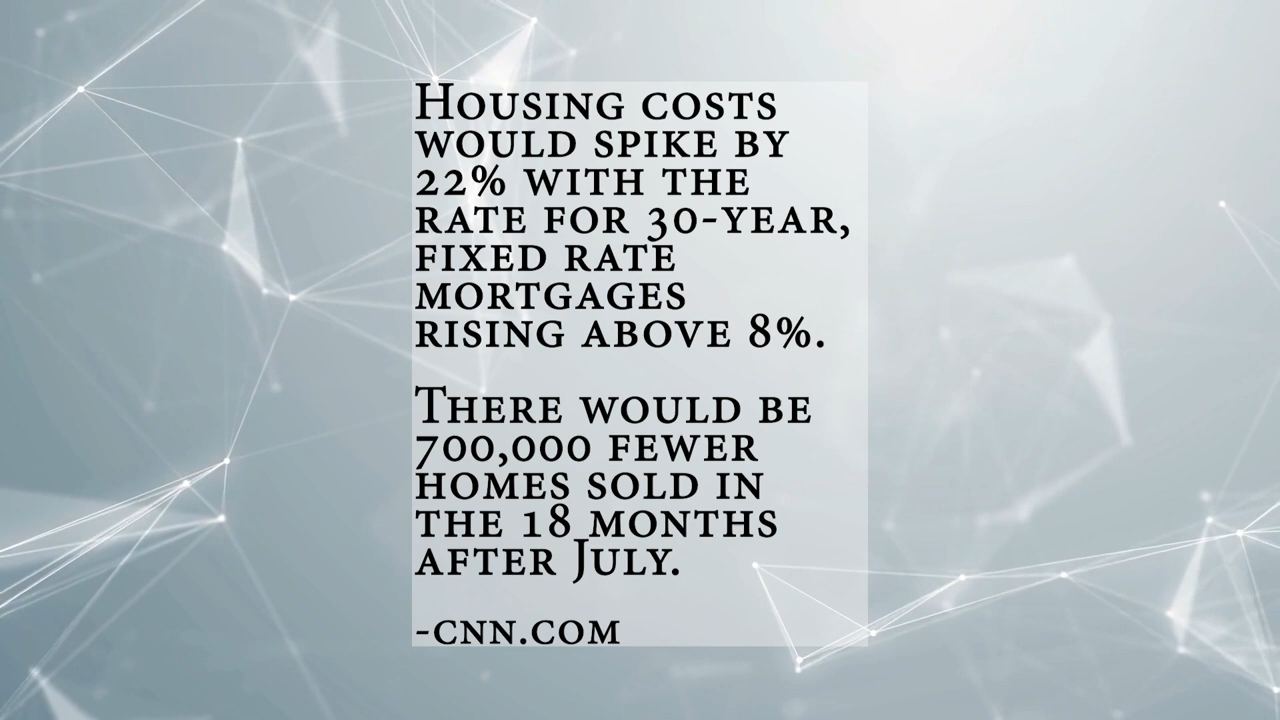 Housing costs
would spike by
22% with the
rate for 30-year,
fixed rate
mortgages
rising above 8%.
There would be
700,000 fewer
homes sold in
the 18 months
after July.
-cnn.com